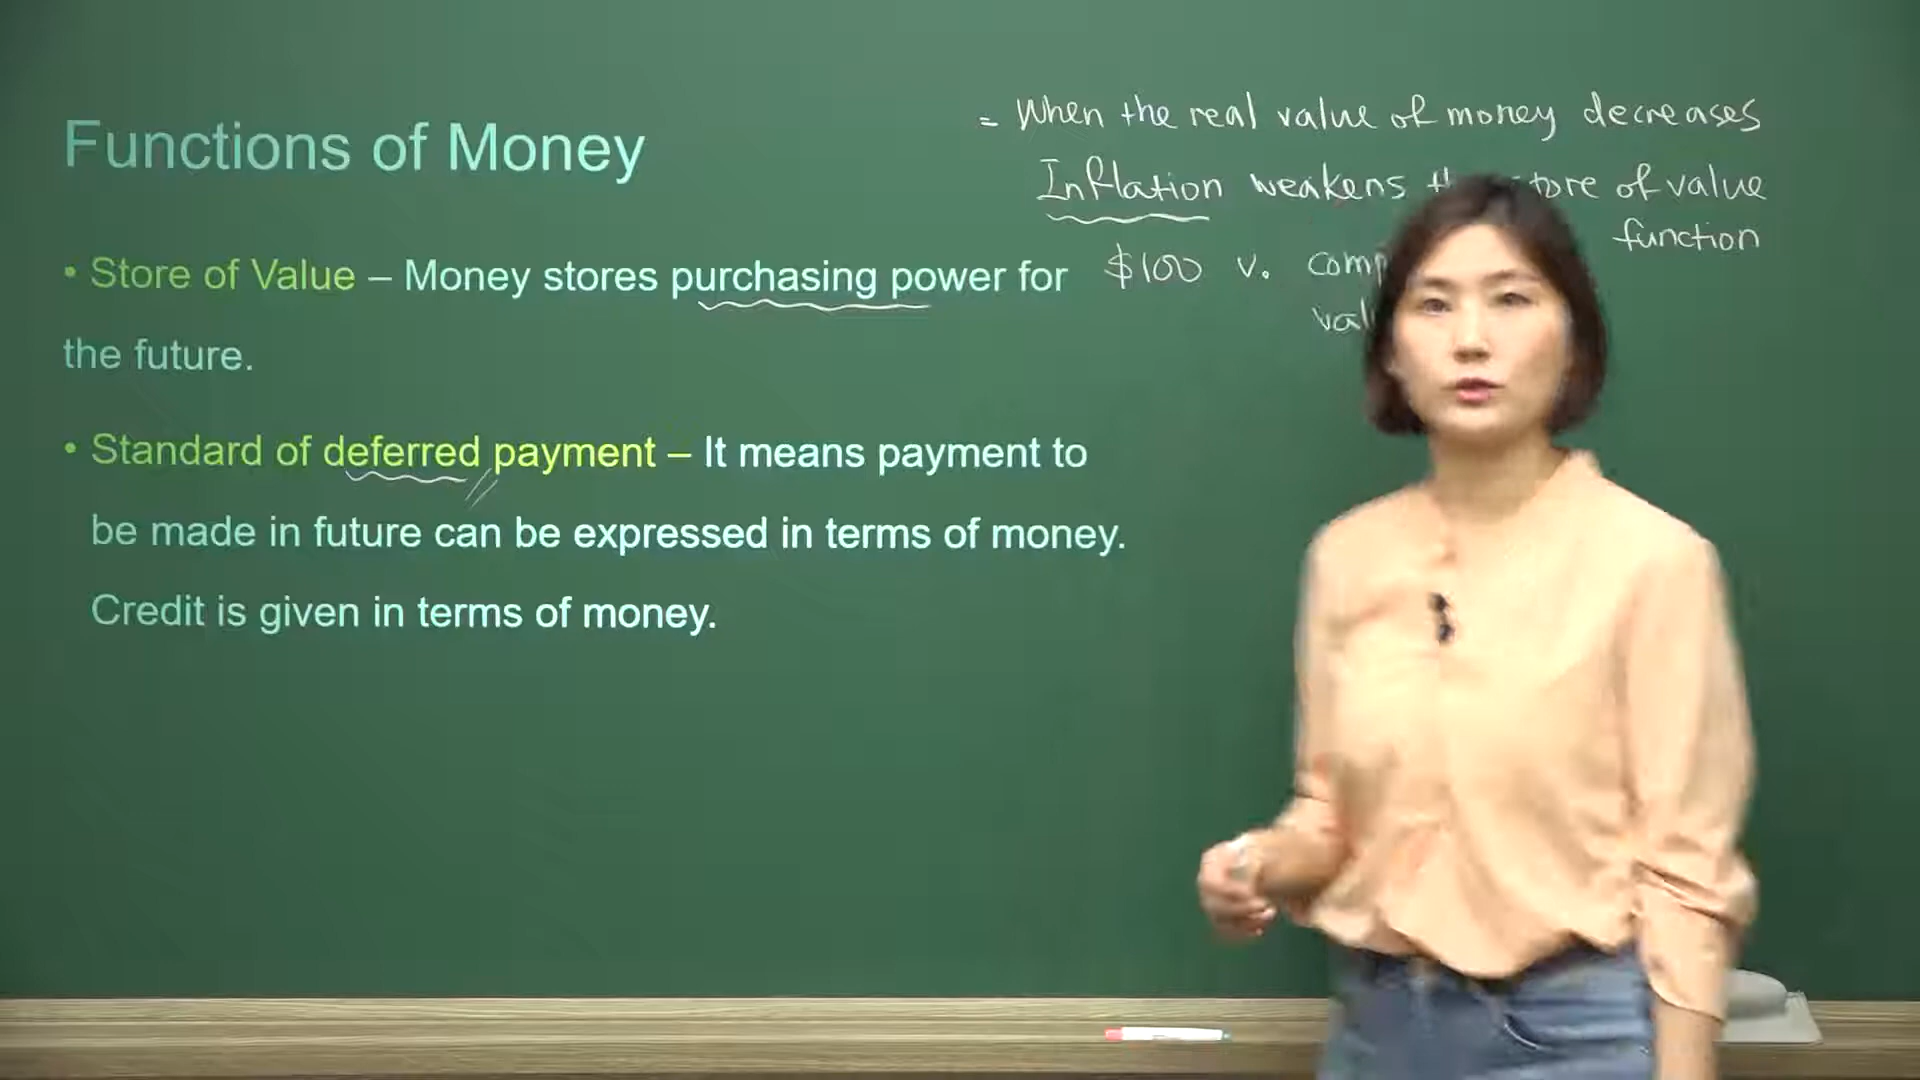 Functions of Money
• Store of Value – Money stores purchasing power for
the future.
• Standard of deferred payment – It means payment to
be made in future can be expressed in terms of money.
Credit is given in terms of money.
= When the real value of money decreases
Inflation weakens of value
function
$100 v.